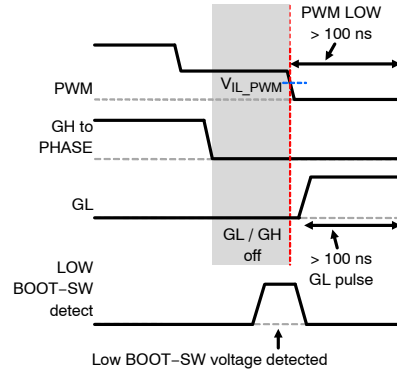 PWM LOW
> 100 ns
PWM
VIL_PWM
GH to
PHASE
GL
GL / GH
off
> 100 ns
GL pulse
LOW
BOOT−SW
detect
Low BOOT−SW voltage detected